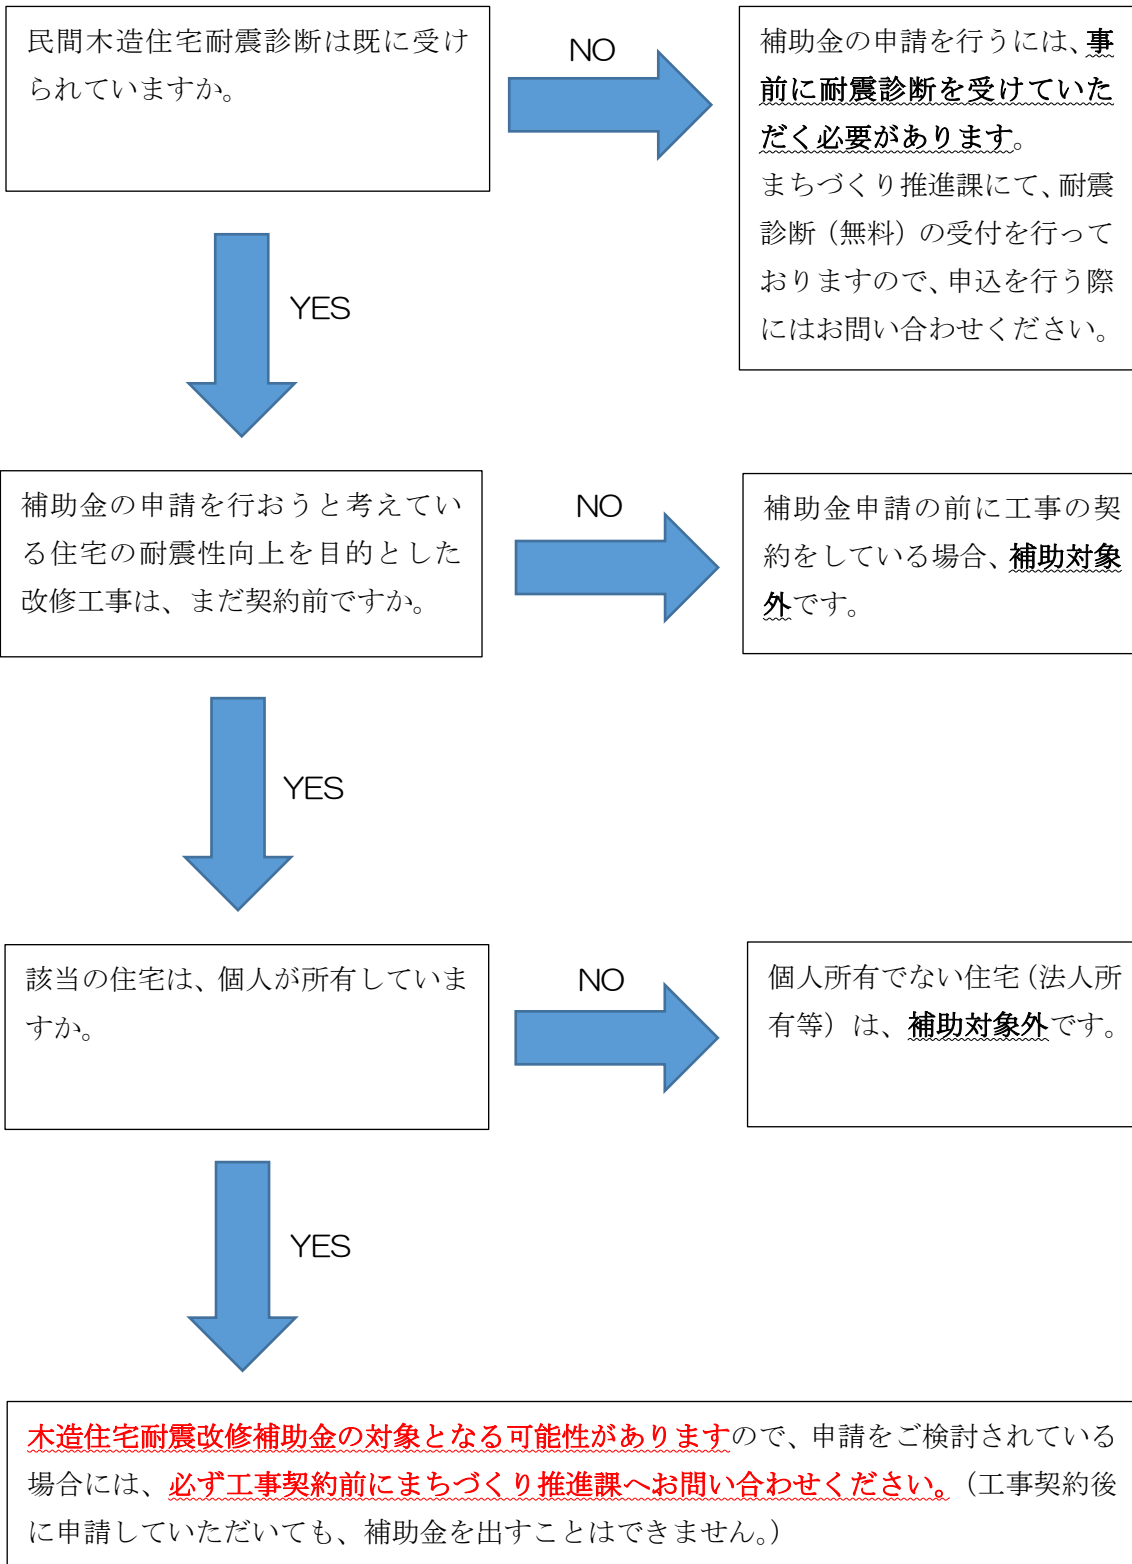 民間木造住宅耐震診断は既に受け
られていますか。
NO
補助金の申請を行うには、事
前に耐震診断を受けていた
だく必要があります。
まちづくり推進課にて、耐震
診断（無料）の受付を行って
おりますので、申込を行う際
にはお問い合わせください。
YES
補助金の申請を行おうと考えてい
る住宅の耐震性向上を目的とした
改修工事は、まだ契約前ですか。
NO
補助金申請の前に工事の契
約をしている場合、補助対象
外です。
YES
該当の住宅は、個人が所有していま
すか。
NO
個人所有でない住宅（法人所
有等）は、補助対象外です。
YES
木造住宅耐震改修補助金の対象となる可能性がありますので、申請をご検討されている
場合には、必ず工事契約前にまちづくり推進課へお問い合わせください。（工事契約後
に申請していただいても、補助金を出すことはできません。）